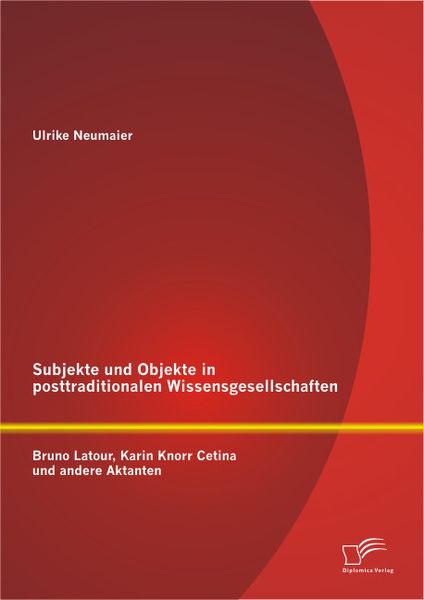 Ulrike Neumaier
Subjekte und Objekte in
posttraditionalen Wissensgesellschaften
Bruno Latour, Karin Knorr Cetina
und andere Aktanten
Diplomica Verlag